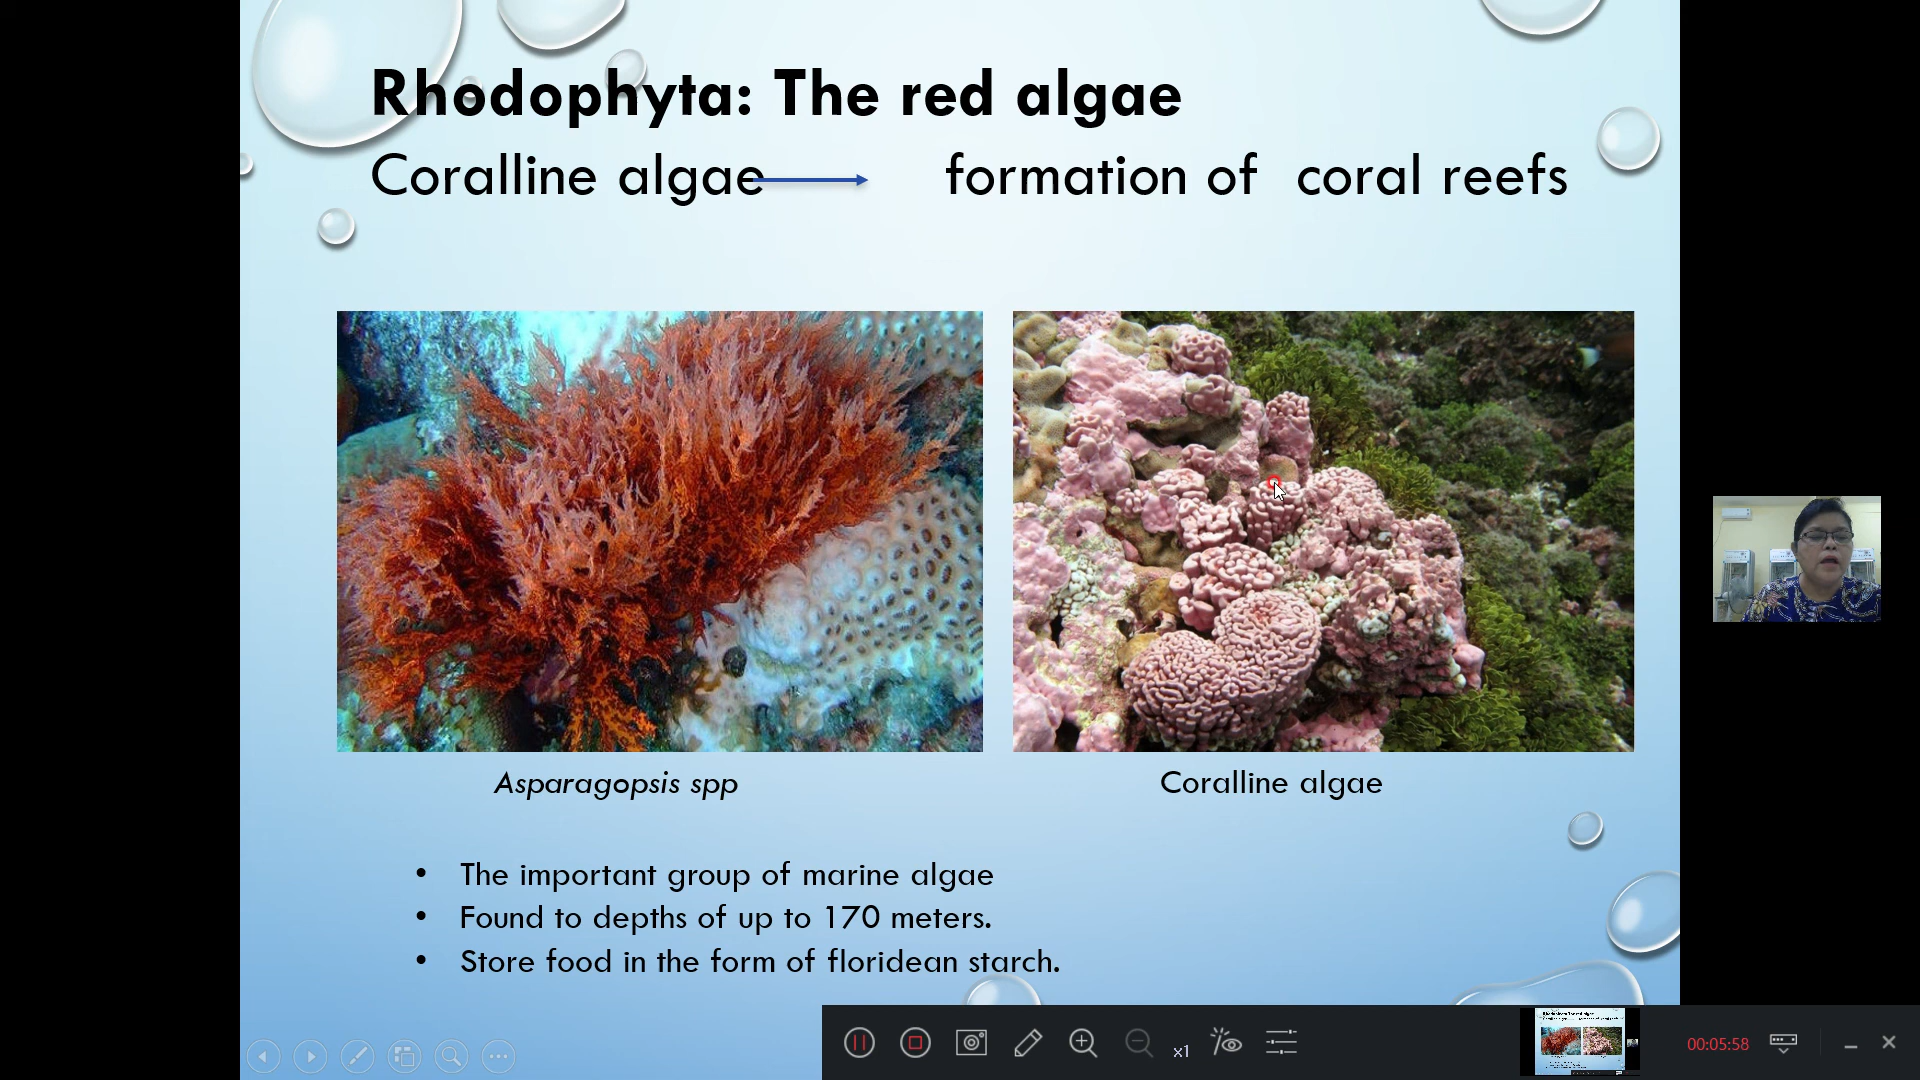 Rhodophyta: The red algae
Coralline algae formation of coral reefs
Asparagopsis spp
Coralline algae
• The important group of marine algae
• Found to depths of up to 170 meters.
• Store food in the form of floridean starch.
x1
00:05:58